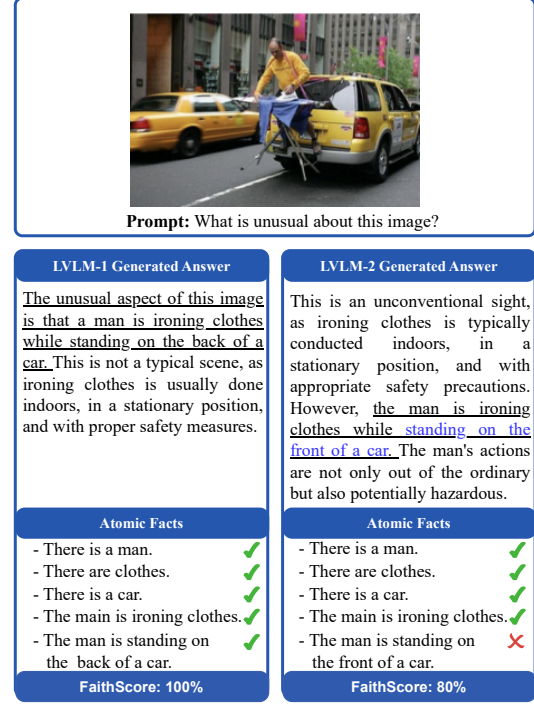 Prompt: What is unusual about this image?
LVLM-1 Generated Answer
The unusual aspect of this image
is that a man is ironing clothes
while standing on the back of a
car. This is not a typical scene, as
ironing clothes is usually done
indoors, in a stationary position,
and with proper safety measures.
Atomic Facts
- There is a man.
- There are clothes.
- There is a car.
- The main is ironing clothes.
- The man is standing on
the back of a car.
FaithScore: 100%
LVLM-2 Generated Answer
This is an unconventional sight,
as ironing clothes is typically
conducted indoors, in a
stationary position, and with
appropriate safety precautions.
However, the man is ironing
clothes while standing on the
front of a car. The man's actions
are not only out of the ordinary
but also potentially hazardous.
Atomic Facts
- There is a man.
- There are clothes.
- There is a car.
- The main is ironing clothes.
- The man is standing on
the front of a car.
FaithScore: 80%